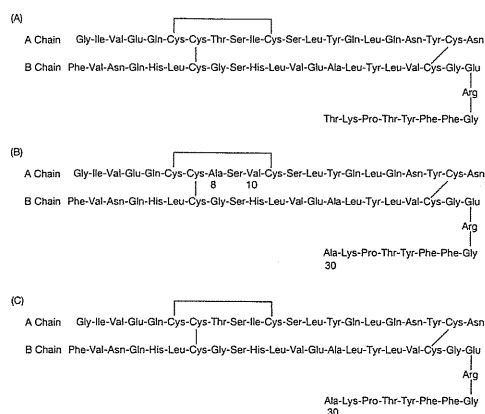 (A)
A Chain Gly-Ile-Val-Glu-Gln-Cys-Cys-Thr-Ser-Ile-Cys-Ser-Leu-Tyr-Gln-Leu-Gln-Asn-Tyr-Cys-Asn
B Chain Phe-Val-Asn-Gln-His-Leu-Cys-Gly-Ser-His-Leu-Val-Glu-Ala-Leu-Tyr-Leu-Val-Cys-Gly-Glu
Arg
Thr-Lys-Pro-Thr-Tyr-Phe-Phe-Gly
(B)
A Chain Gly-Ile-Val-Glu-Gln-Cys-Cys-Ala-Ser-Val-Cys-Ser-Leu-Tyr-Gln-Leu-Gln-Asn-Tyr-Cys-Asn
8 10
B Chain Phe-Val-Asn-Gln-His-Leu-Cys-Gly-Ser-His-Leu-Val-Glu-Ala-Leu-Tyr-Leu-Val-Cys-Gly-Glu
Arg
Ala-Lys-Pro-Thr-Tyr-Phe-Phe-Gly
30
(C)
A Chain Gly-Ile-Val-Glu-Gln-Cys-Cys-Thr-Ser-Ile-Cys-Ser-Leu-Tyr-Gln-Leu-Gln-Asn-Tyr-Cys-Asn
B Chain Phe-Val-Asn-Gln-His-Leu-Cys-Gly-Ser-His-Leu-Val-Glu-Ala-Leu-Tyr-Leu-Val-Cys-Gly-Glu
Arg
Ala-Lys-Pro-Thr-Tyr-Phe-Phe-Gly
30